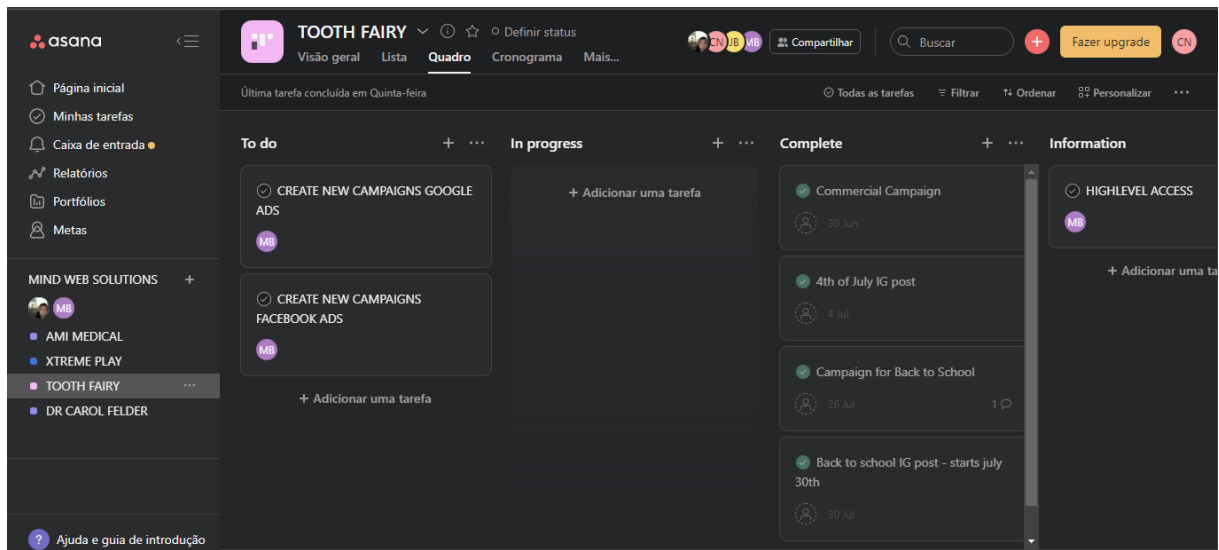 asana
Página inicial
Minhas tarefas
Caixa de entrada
Relatórios
Portfólios
Metas
MIND WEB SOLUTIONS +
MB
AMI MEDICAL
XTREME PLAY
TOOTH FAIRY ...
DR CAROL FELDER
? Ajuda e guia de introdução
TOOTH FAIRY
Definir status
Visão geral Lista Quadro Cronograma Mais...
CN JB MB
Compartilhar
Buscar
+
Fazer upgrade
CN
Última tarefa concluída em Quinta-feira
Todas as tarefas Filtrar Ordenar Personalizar ...
To do + ...
CREATE NEW CAMPAIGNS GOOGLE
ADS
MB
CREATE NEW CAMPAIGNS
FACEBOOK ADS
MB
+ Adicionar uma tarefa
In progress + ...
+ Adicionar uma tarefa
Complete + ...
Commercial Campaign
30 Jun
4th of July IG post
4 Jul
Campaign for Back to School
26 Jul 1
Back to school IG post - starts july
30th
30 Jul
Information
HIGHLEVEL ACCESS
MB
+ Adicionar uma ta